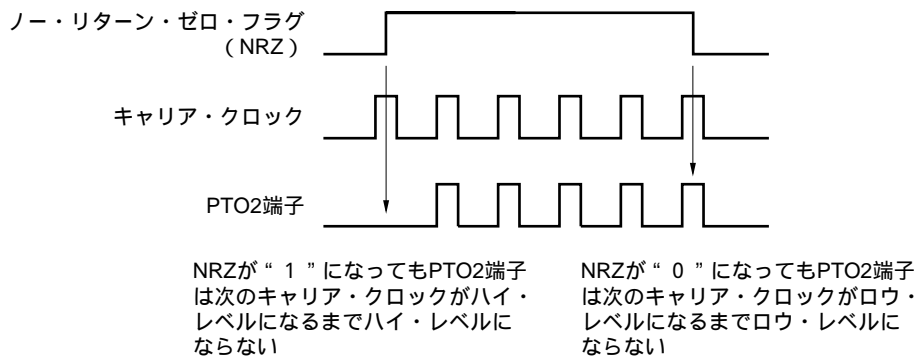 ノー・リターン・ゼロ・フラグ
（NRZ）
キャリア・クロック
PTO2端子
NRZが“1”になってもPTO2端子
は次のキャリア・クロックがハイ・
レベルになるまでハイ・レベルに
ならない
NRZが“0”になってもPTO2端子
は次のキャリア・クロックがロウ・
レベルになるまでロウ・レベルに
ならない